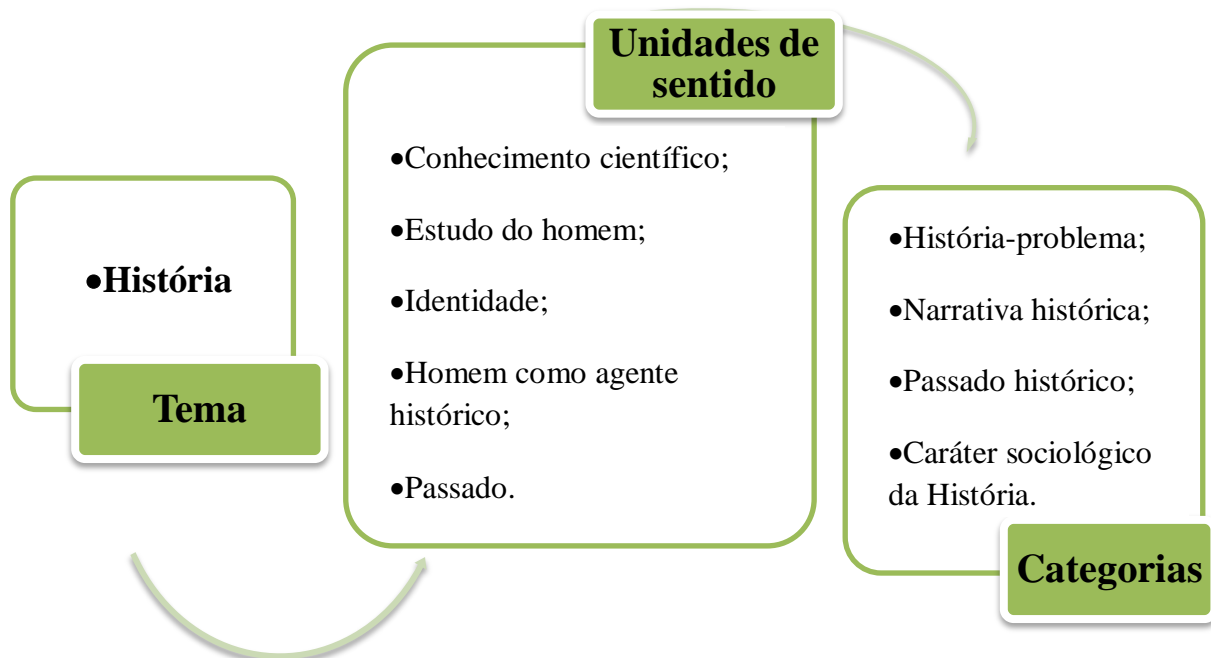 •História
Tema
Unidades de
sentido
•Conhecimento científico;
•Estudo do homem;
•Identidade;
•Homem como agente
histórico;
•Passado.
•História-problema;
•Narrativa histórica;
•Passado histórico;
•Caráter sociológico
da História.
Categorias